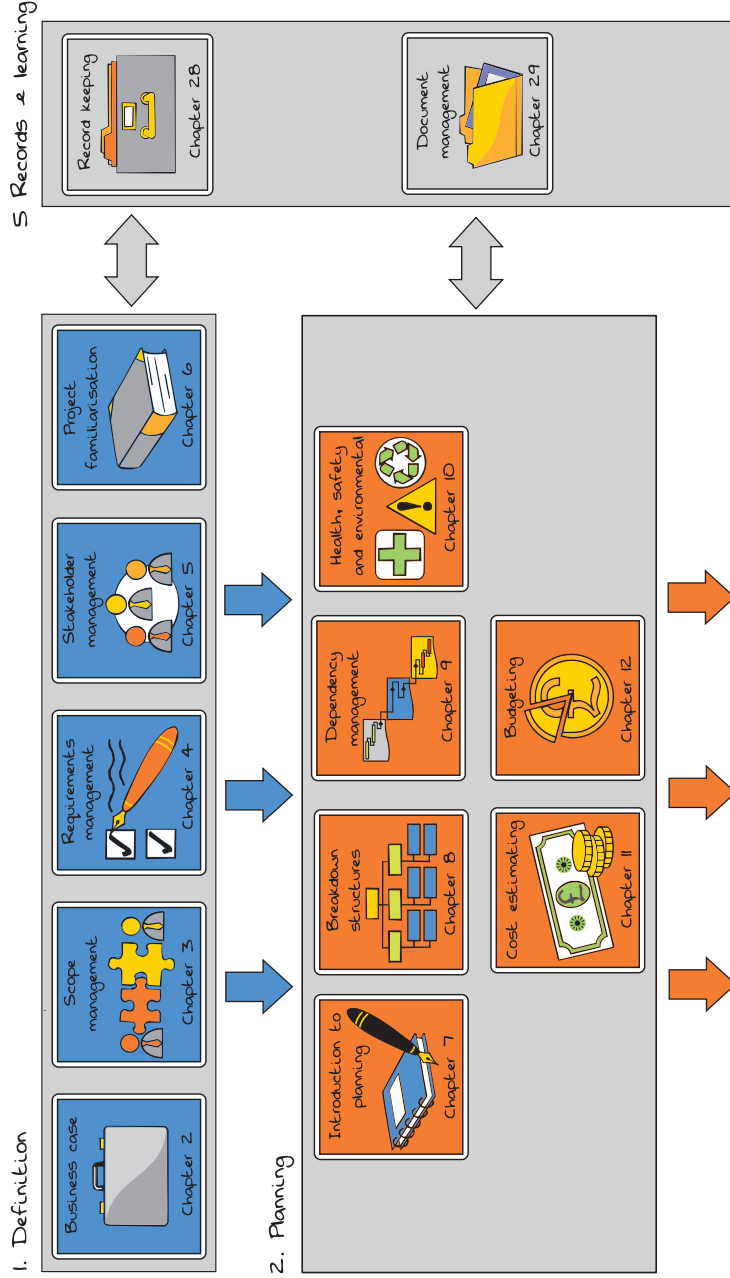 1. Definition
Business case
Chapter 2
Scope
management
Chapter 3
Requirements
management
Chapter 4
Stakeholder
management
Chapter 5
Project
familiarisation
Chapter 6
2. Planning
Introduction to
planning
Chapter 7
Breakdown
structures
Chapter 8
Dependency
management
Chapter 9
Health, safety
and environmental
Chapter 10
Cost estimating
£
Chapter 11
Budgeting
£
Chapter 12
5 Records & learning
Record keeping
Chapter 28
Document
management
Chapter 29